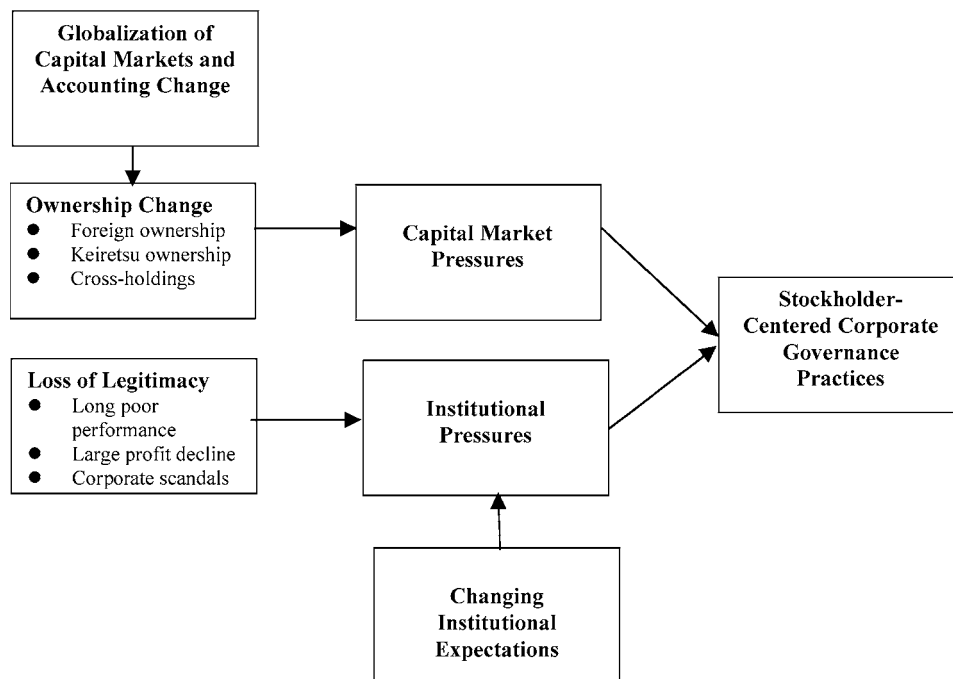 Globalization of
Capital Markets and
Accounting Change
Ownership Change
● Foreign ownership
● Keiretsu ownership
● Cross-holdings
Capital Market
Pressures
Stockholder-
Centered Corporate
Governance
Practices
Loss of Legitimacy
● Long poor
performance
● Large profit decline
● Corporate scandals
Institutional
Pressures
Changing
Institutional
Expectations